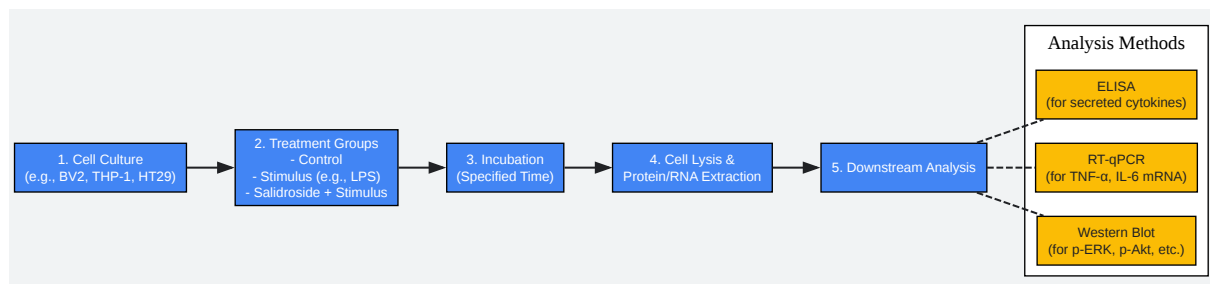 1. Cell Culture
(e.g., BV2, THP-1, HT29)
2. Treatment Groups
- Control
- Stimulus (e.g., LPS)
- Salidroside + Stimulus
3. Incubation
(Specified Time)
4. Cell Lysis &
Protein/RNA Extraction
5. Downstream Analysis
Analysis Methods
ELISA
(for secreted cytokines)
RT-qPCR
(for TNF-α, IL-6 mRNA)
Western Blot
(for p-ERK, p-Akt, etc.)